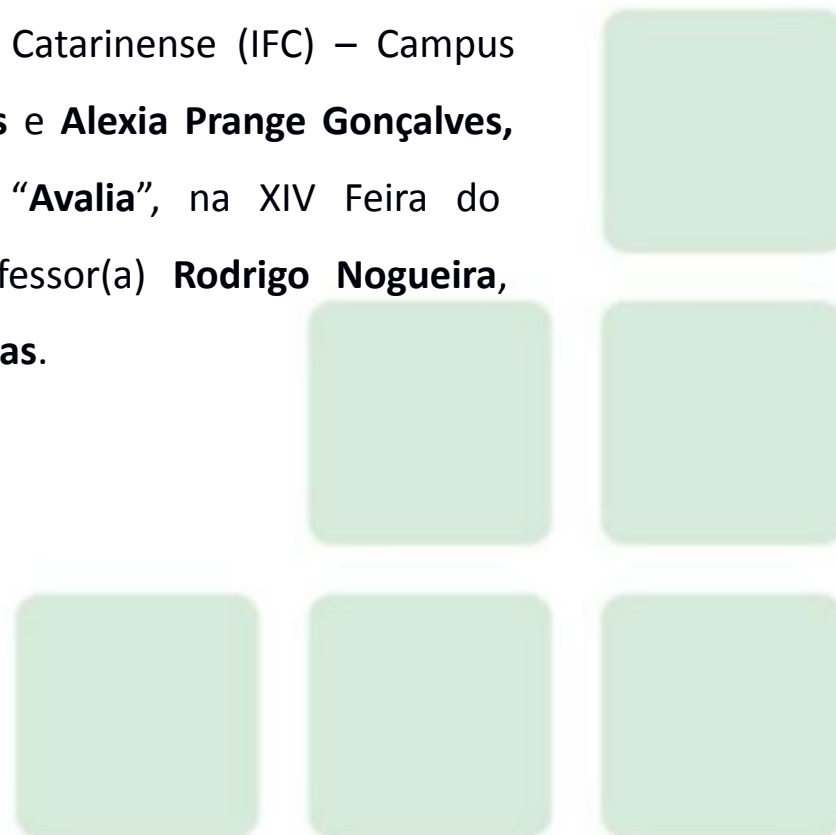 Catarinense (IFC) – Campus
s e Alexia Prange Gonçalves,
“Avalia”, na XIV Feira do
fessor(a) Rodrigo Nogueira,
as.